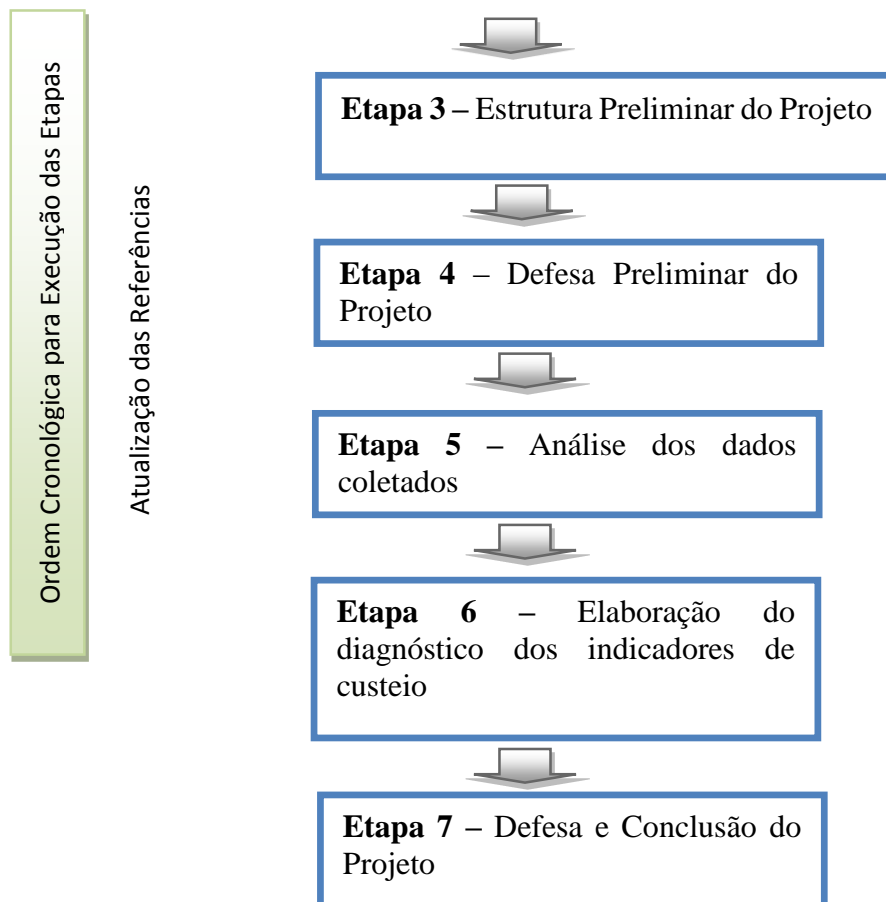 Ordem Cronológica para Execução das Etapas
Atualização das Referências
Etapa 3 – Estrutura Preliminar do Projeto
Etapa 4 – Defesa Preliminar do
Projeto
Etapa 5 – Análise dos dados
coletados
Etapa 6 – Elaboração do
diagnóstico dos indicadores de
custeio
Etapa 7 – Defesa e Conclusão do
Projeto